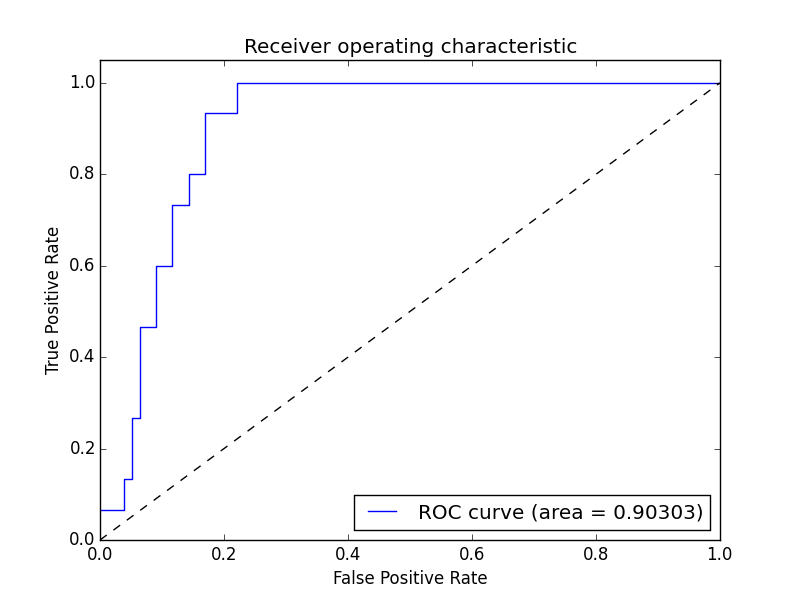 Receiver operating characteristic
1.0
0.8
0.6
0.4
0.2
0.0
True Positive Rate
ROC curve (area = 0.90303)
0.0 0.2 0.4 0.6 0.8 1.0
False Positive Rate